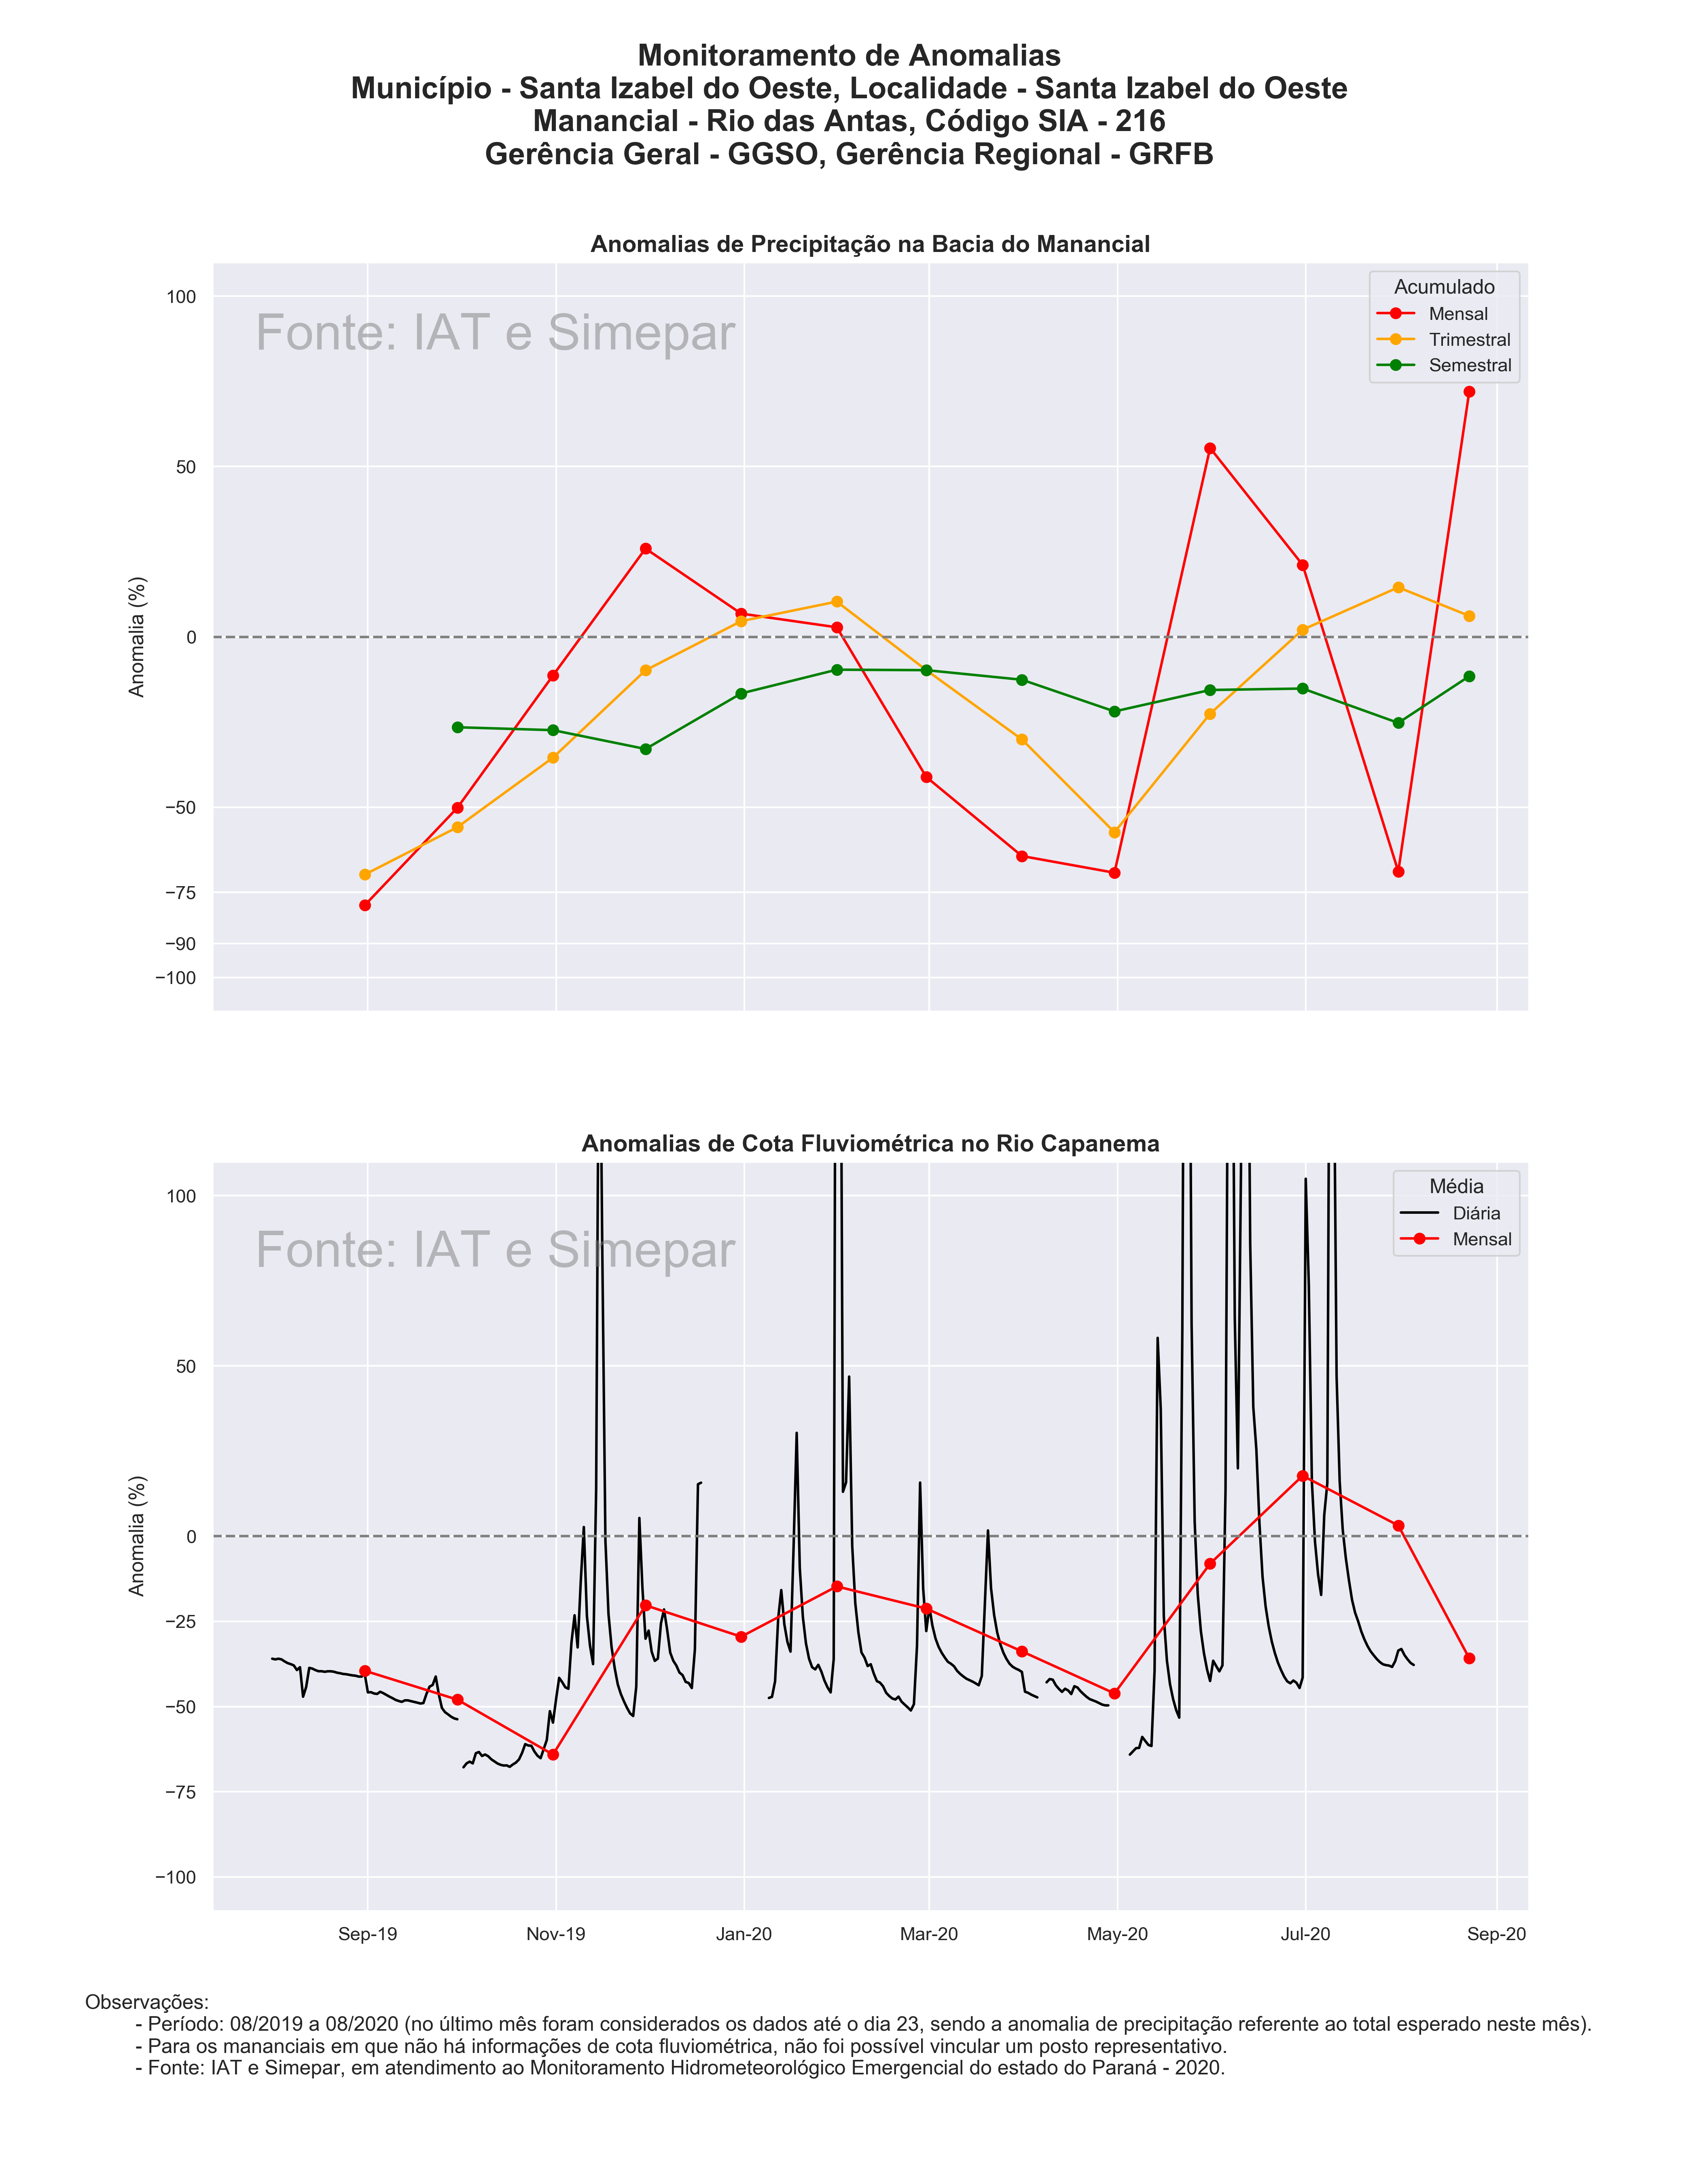 Monitoramento de Anomalias
Município - Santa Izabel do Oeste, Localidade - Santa Izabel do Oeste
Manancial - Rio das Antas, Código SIA - 216
Gerência Geral - GGSO, Gerência Regional - GRFB
Anomalias de Precipitação na Bacia do Manancial
Fonte: IAT e Simepar
Acumulado
Mensal
Trimestral
Semestral
Anomalia (%)
100
50
0
−50
−75
−90
−100
Anomalias de Cota Fluviométrica no Rio Capanema
Fonte: IAT e Simepar
Média
Diária
Mensal
Anomalia (%)
100
50
0
−25
−50
−75
−100
Sep-19 Nov-19 Jan-20 Mar-20 May-20 Jul-20 Sep-20
Observações:
- Período: 08/2019 a 08/2020 (no último mês foram considerados os dados até o dia 23, sendo a anomalia de precipitação referente ao total esperado neste mês).
- Para os mananciais em que não há informações de cota fluviométrica, não foi possível vincular um posto representativo.
- Fonte: IAT e Simepar, em atendimento ao Monitoramento Hidrometeorológico Emergencial do estado do Paraná - 2020.